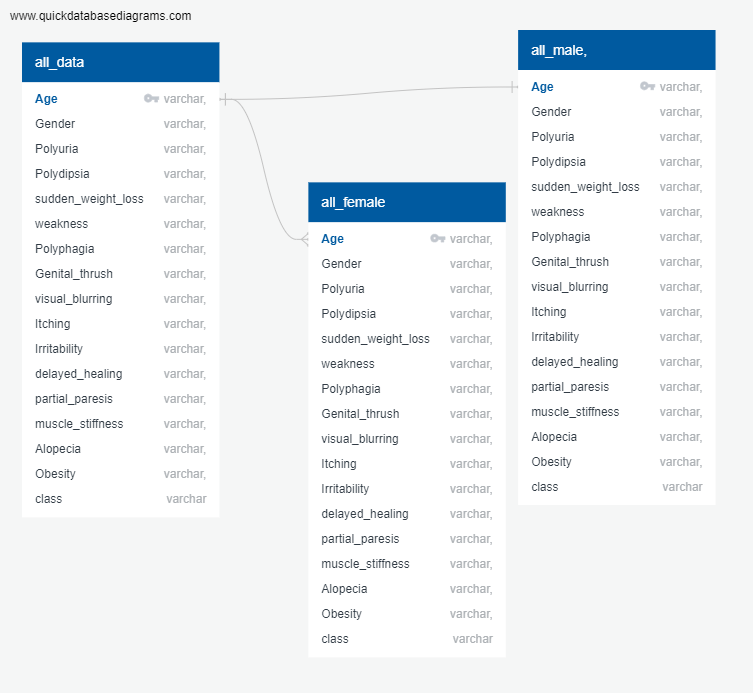 www.quickdatabasediagrams.com
all_data
Age varchar,
Gender varchar,
Polyuria varchar,
Polydipsia varchar,
sudden_weight_loss varchar,
weakness varchar,
Polyphagia varchar,
Genital_thrush varchar,
visual_blurring varchar,
Itching varchar,
Irritability varchar,
delayed_healing varchar,
partial_paresis varchar,
muscle_stiffness varchar,
Alopecia varchar,
Obesity varchar,
class varchar
all_female
Age varchar,
Gender varchar,
Polyuria varchar,
Polydipsia varchar,
sudden_weight_loss varchar,
weakness varchar,
Polyphagia varchar,
Genital_thrush varchar,
visual_blurring varchar,
Itching varchar,
Irritability varchar,
delayed_healing varchar,
partial_paresis varchar,
muscle_stiffness varchar,
Alopecia varchar,
Obesity varchar,
class varchar
all_male,
Age varchar,
Gender varchar,
Polyuria varchar,
Polydipsia varchar,
sudden_weight_loss varchar,
weakness varchar,
Polyphagia varchar,
Genital_thrush varchar,
visual_blurring varchar,
Itching varchar,
Irritability varchar,
delayed_healing varchar,
partial_paresis varchar,
muscle_stiffness varchar,
Alopecia varchar,
Obesity varchar,
class varchar